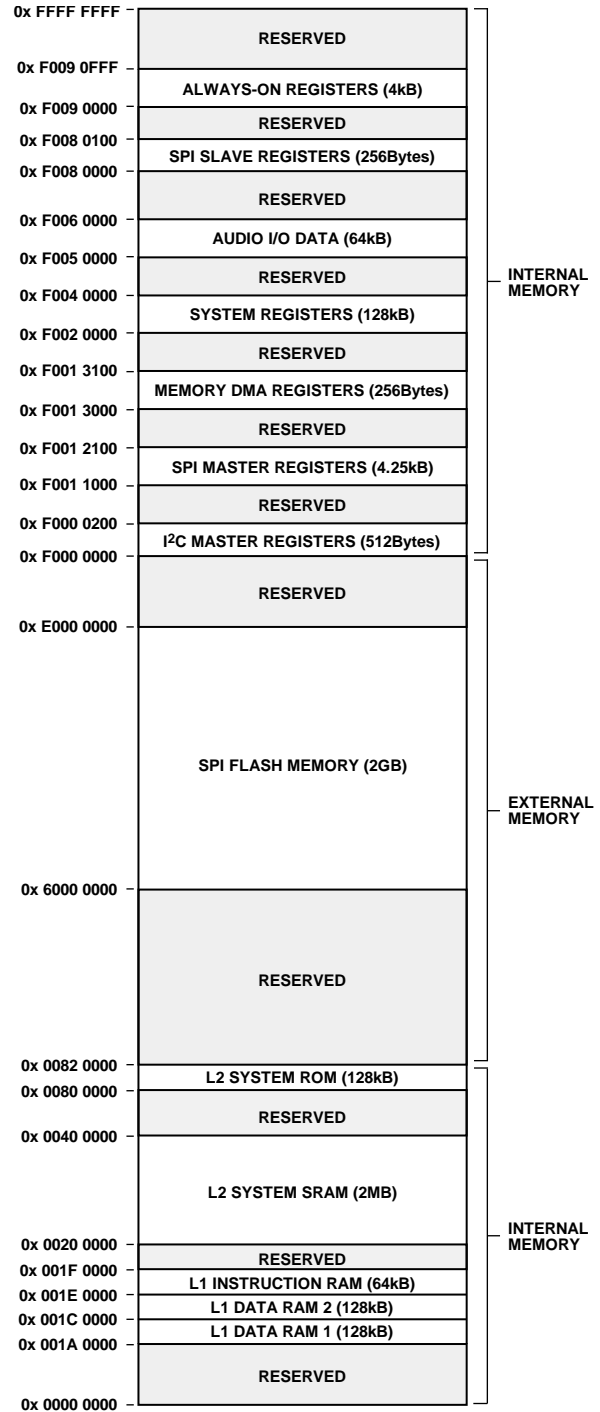 0x FFFF FFFF
RESERVED
0x F009 0FFF
ALWAYS-ON REGISTERS (4kB)
0x F009 0000
RESERVED
0x F008 0100
SPI SLAVE REGISTERS (256Bytes)
0x F008 0000
RESERVED
0x F006 0000
AUDIO I/O DATA (64kB)
0x F005 0000
RESERVED
INTERNAL
MEMORY
0x F004 0000
SYSTEM REGISTERS (128kB)
0x F002 0000
RESERVED
0x F001 3100
MEMORY DMA REGISTERS (256Bytes)
0x F001 3000
RESERVED
0x F001 2100
SPI MASTER REGISTERS (4.25kB)
0x F001 1000
RESERVED
0x F000 0200
I²C MASTER REGISTERS (512Bytes)
0x F000 0000
RESERVED
0x E000 0000
SPI FLASH MEMORY (2GB)
EXTERNAL
MEMORY
0x 6000 0000
RESERVED
0x 0082 0000
L2 SYSTEM ROM (128kB)
0x 0080 0000
RESERVED
0x 0040 0000
L2 SYSTEM SRAM (2MB)
INTERNAL
MEMORY
0x 0020 0000
RESERVED
0x 001F 0000
L1 INSTRUCTION RAM (64kB)
0x 001E 0000
L1 DATA RAM 2 (128kB)
0x 001C 0000
L1 DATA RAM 1 (128kB)
0x 001A 0000
RESERVED
0x 0000 0000